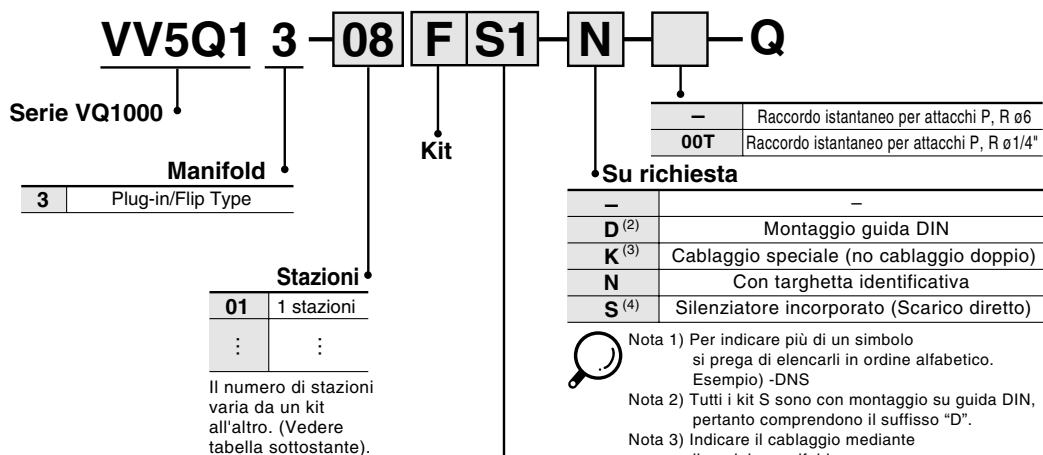 VV5Q1 3 – 08 F S1 – N – – Q
Serie VQ1000
Manifold
3 Plug-in/Flip Type
Stazioni
01 1 stazioni
⋮ ⋮
Il numero di stazioni
varia da un kit
all'altro. (Vedere
tabella sottostante).
Kit
– Raccordo istantaneo per attacchi P, R ø6
00T Raccordo istantaneo per attacchi P, R ø1/4"
Su richiesta
– –
D (2) Montaggio guida DIN
K (3) Cablaggio speciale (no cablaggio doppio)
N Con targhetta identificativa
S (4) Silenziatore incorporato (Scarico diretto)
Nota 1) Per indicare più di un simbolo
si prega di elencarli in ordine alfabetico.
Esempio) -DNS
Nota 2) Tutti i kit S sono con montaggio su guida DIN,
pertanto comprendono il suffisso “D”.
Nota 3) Indicare il cablaggio mediante